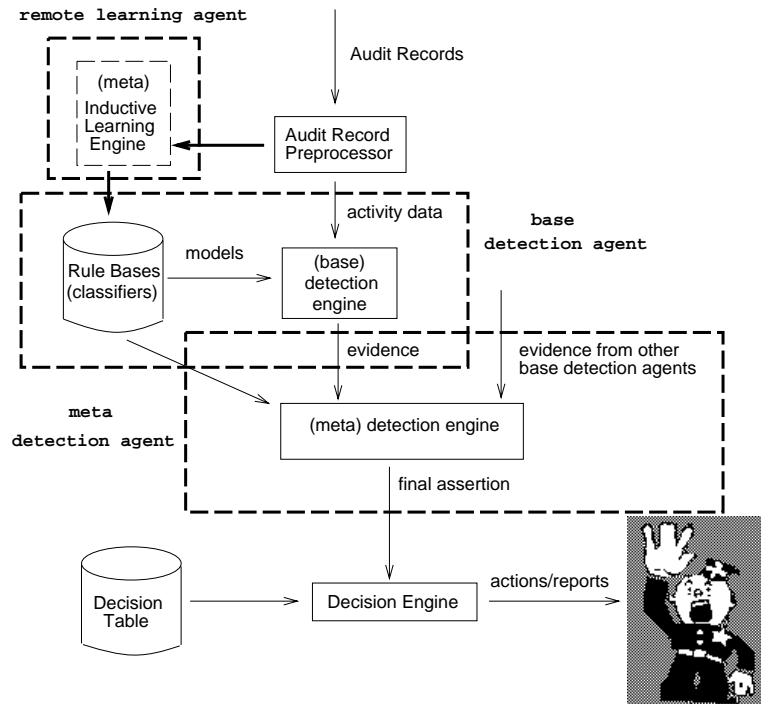 remote learning agent
Audit Records
(meta)
Inductive
Learning
Engine
Audit Record
Preprocessor
activity data
base
detection agent
models
Rule Bases
(classifiers)
(base)
detection
engine
evidence
evidence from other
base detection agents
meta
detection agent
(meta) detection engine
final assertion
Decision
Table
Decision Engine
actions/reports